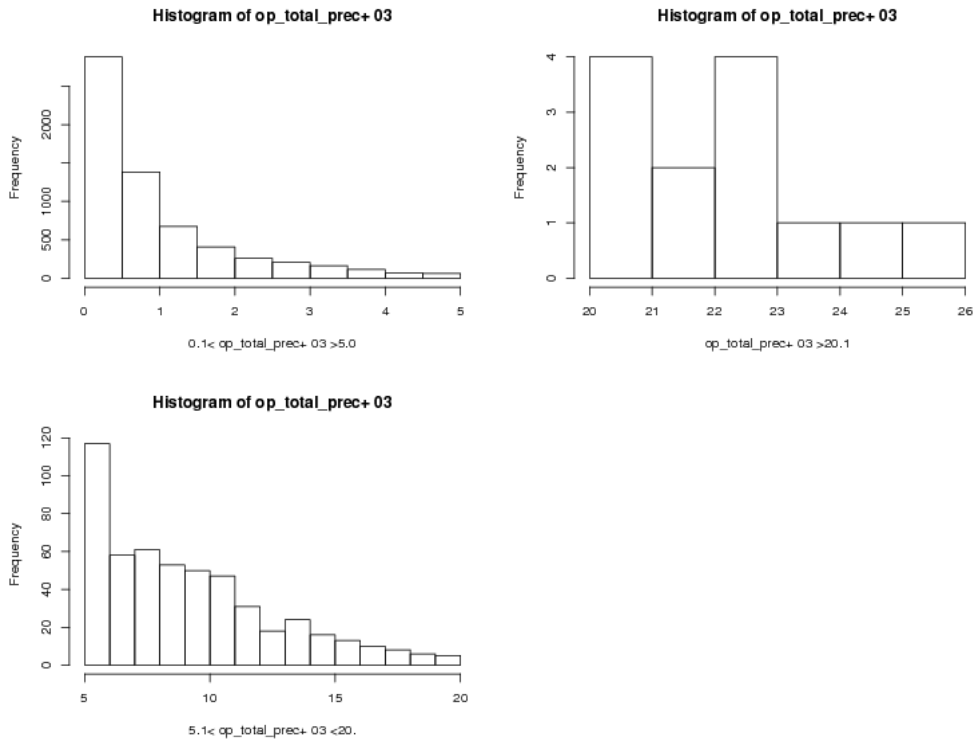 Histogram of op_total_prec+ 03
Frequency
0 500 1000 2000
0 1 2 3 4 5
0.1< op_total_prec+ 03 >5.0
Histogram of op_total_prec+ 03
Frequency
0 1 2 3 4
20 21 22 23 24 25 26
op_total_prec+ 03 >20.1
Histogram of op_total_prec+ 03
Frequency
0 20 40 60 80 100 120
5 10 15 20
5.1< op_total_prec+ 03 <20.